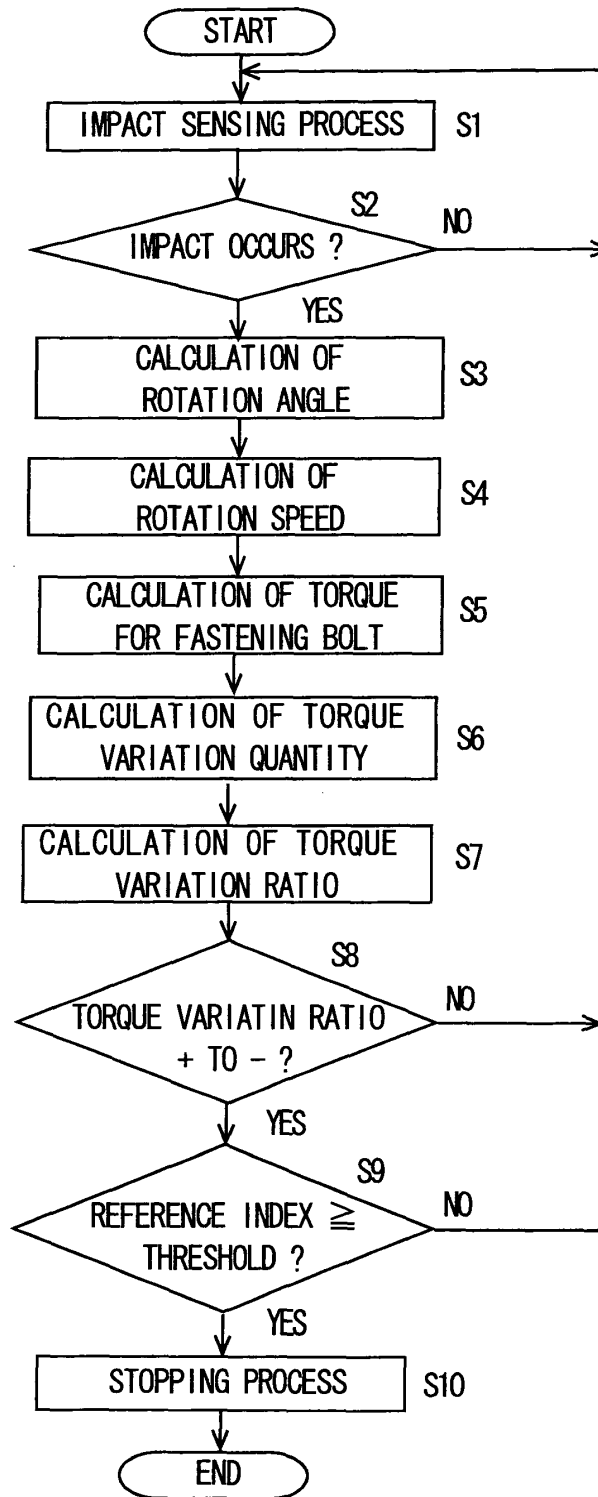 START
IMPACT SENSING PROCESS S1
S2
IMPACT OCCURS ? NO
YES
CALCULATION OF
ROTATION ANGLE
S3
CALCULATION OF
ROTATION SPEED
S4
CALCULATION OF TORQUE
FOR FASTENING BOLT
S5
CALCULATION OF TORQUE
VARIATION QUANTITY
S6
CALCULATION OF TORQUE
VARIATION RATIO
S7
S8
TORQUE VARIATIN RATIO
+ TO - ?
NO
YES
S9
REFERENCE INDEX ≧
THRESHOLD ?
NO
YES
STOPPING PROCESS S10
END